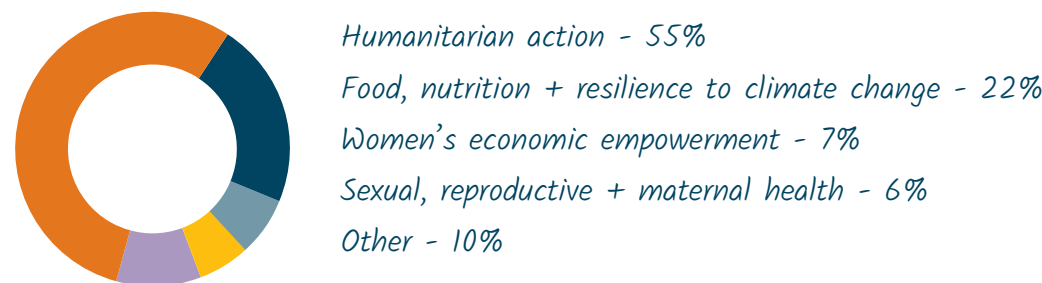 Humanitarian action - 55%
Food, nutrition + resilience to climate change - 22%
Women’s economic empowerment - 7%
Sexual, reproductive + maternal health - 6%
Other - 10%